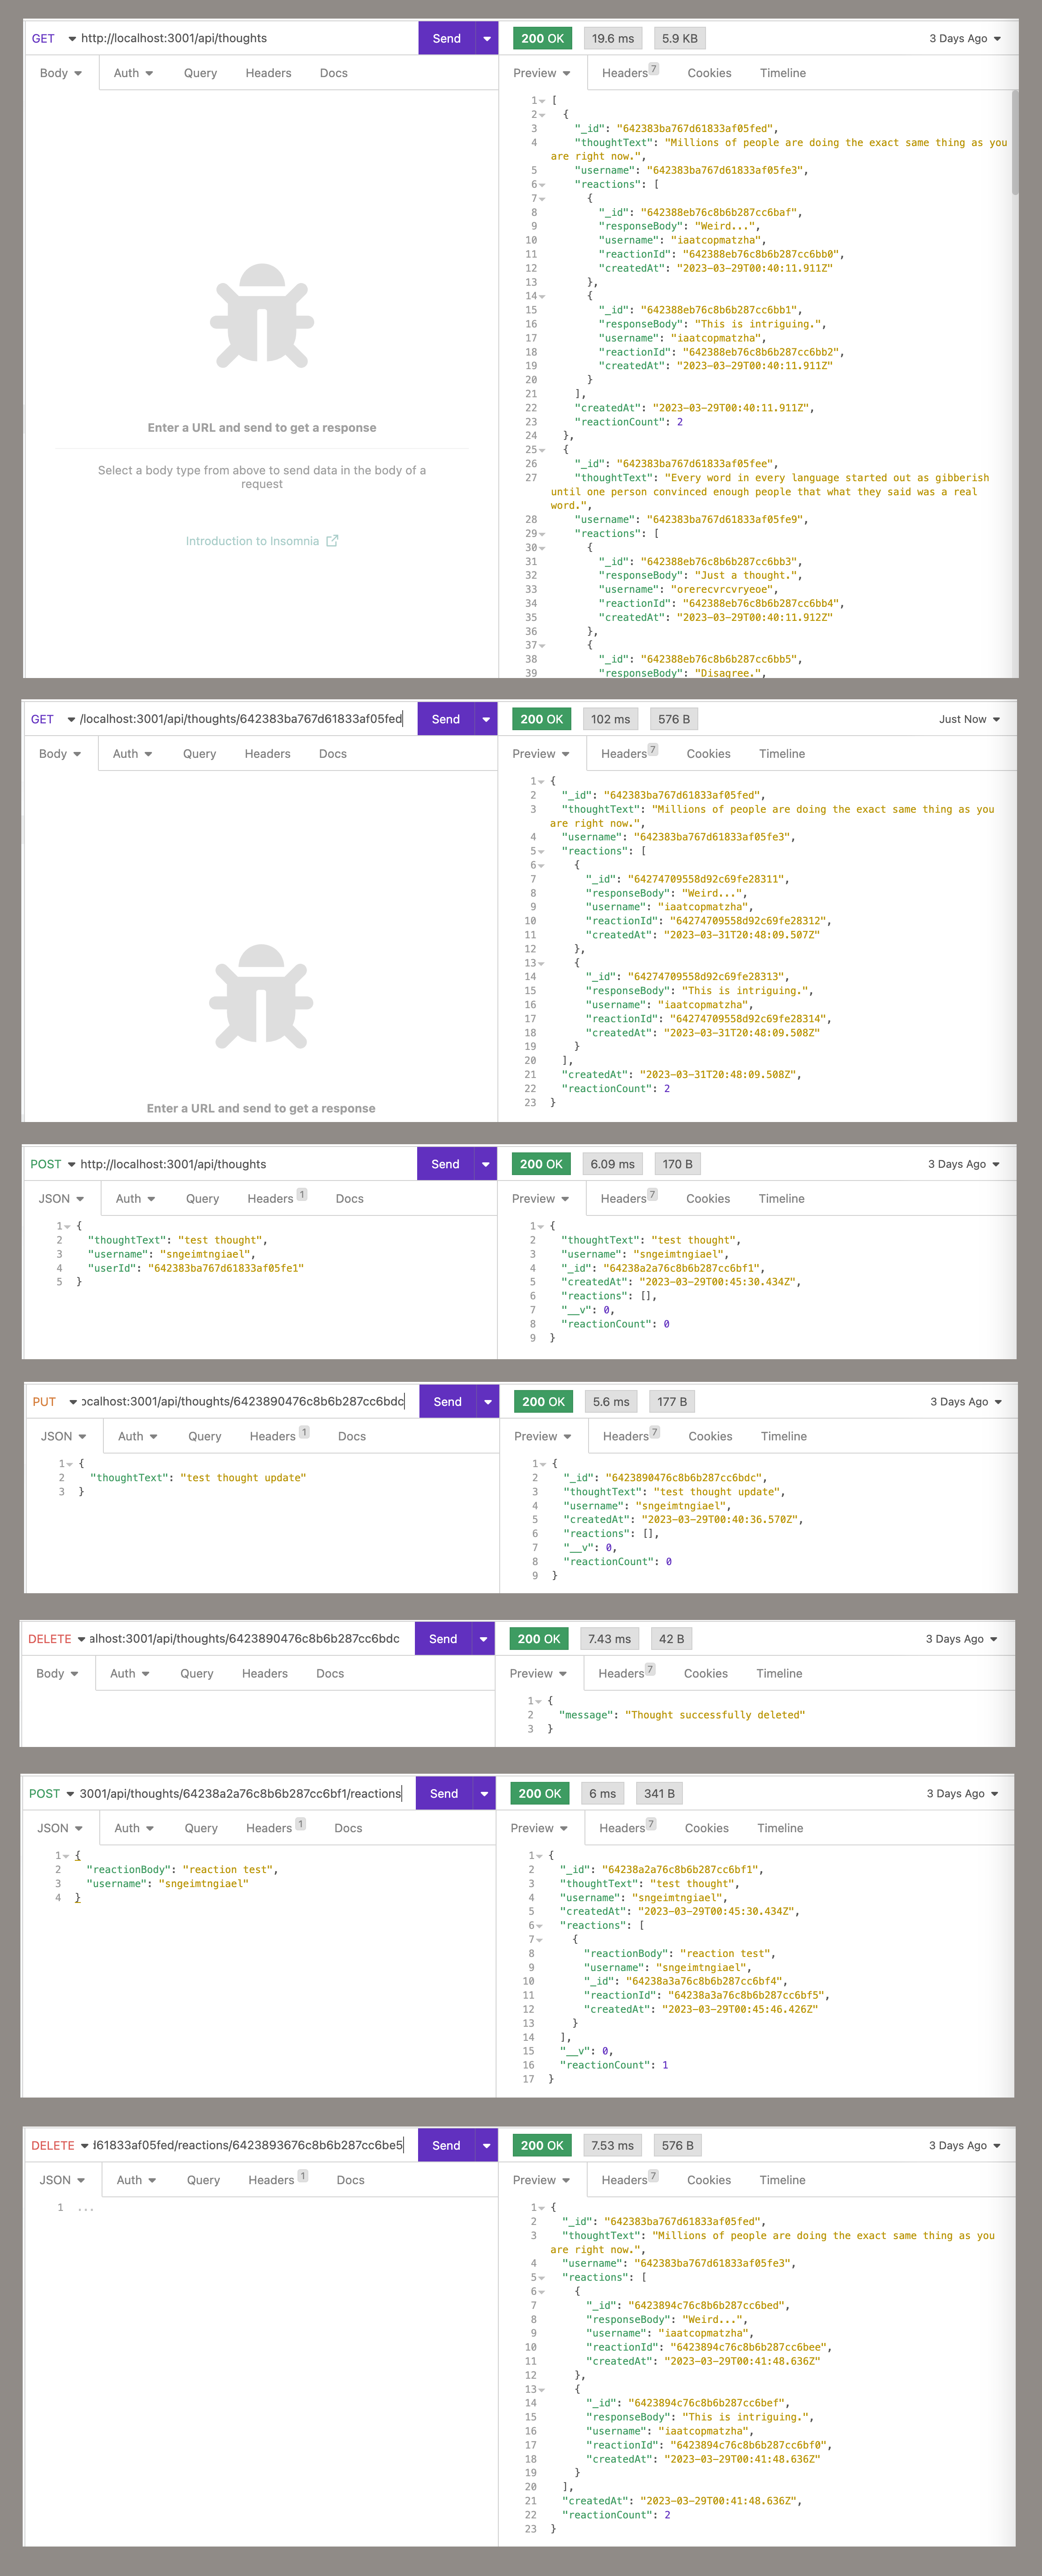 GET http://localhost:3001/api/thoughts Send 200 OK 19.6 ms 5.9 KB 3 Days Ago
Body Auth Query Headers Docs Preview Headers 7 Cookies Timeline
Enter a URL and send to get a response
Select a body type from above to send data in the body of a
request
Introduction to Insomnia
1 [
2 {
3 "_id": "642383ba767d61833af05fed",
4 "thoughtText": "Millions of people are doing the exact same thing as you
are right now.",
5 "username": "642383ba767d61833af05fe3",
6 "reactions": [
7 {
8 "_id": "642388eb76c8b6b287cc6baf",
9 "responseBody": "Weird...",
10 "username": "iaatcopmatzha",
11 "reactionId": "642388eb76c8b6b287cc6bb0",
12 "createdAt": "2023-03-29T00:40:11.911Z"
13 },
14 {
15 "_id": "642388eb76c8b6b287cc6bb1",
16 "responseBody": "This is intriguing.",
17 "username": "iaatcopmatzha",
18 "reactionId": "642388eb76c8b6b287cc6bb2",
19 "createdAt": "2023-03-29T00:40:11.911Z"
20 }
21 ],
22 "createdAt": "2023-03-29T00:40:11.911Z",
23 "reactionCount": 2
24 },
25 {
26 "_id": "642383ba767d61833af05fee",
27 "thoughtText": "Every word in every language started out as gibberish
until one person convinced enough people that what they said was a real
word.",
28 "username": "642383ba767d61833af05fe9",
29 "reactions": [
30 {
31 "_id": "642388eb76c8b6b287cc6bb3",
32 "responseBody": "Just a thought.",
33 "username": "orerecvrcvryeoe",
34 "reactionId": "642388eb76c8b6b287cc6bb4",
35 "createdAt": "2023-03-29T00:40:11.912Z"
36 },
37 {
38 "_id": "642388eb76c8b6b287cc6bb5",
39 "responseBody": "Disagree.",
GET /localhost:3001/api/thoughts/642383ba767d61833af05fed Send 200 OK 102 ms 576 B Just Now
Body Auth Query Headers Docs Preview Headers 7 Cookies Timeline
Enter a URL and send to get a response
1 {
2 "_id": "642383ba767d61833af05fed",
3 "thoughtText": "Millions of people are doing the exact same thing as you
are right now.",
4 "username": "642383ba767d61833af05fe3",
5 "reactions": [
6 {
7 "_id": "64274709558d92c69fe28311",
8 "responseBody": "Weird...",
9 "username": "iaatcopmatzha",
10 "reactionId": "64274709558d92c69fe28312",
11 "createdAt": "2023-03-31T20:48:09.507Z"
12 },
13 {
14 "_id": "64274709558d92c69fe28313",
15 "responseBody": "This is intriguing.",
16 "username": "iaatcopmatzha",
17 "reactionId": "64274709558d92c69fe28314",
18 "createdAt": "2023-03-31T20:48:09.508Z"
19 }
20 ],
21 "createdAt": "2023-03-31T20:48:09.508Z",
22 "reactionCount": 2
23 }
POST http://localhost:3001/api/thoughts Send 200 OK 6.09 ms 170 B 3 Days Ago
JSON Auth Query Headers 1 Docs Preview Headers 7 Cookies Timeline
1 {
2 "thoughtText": "test thought",
3 "username": "sngeimtngiael",
4 "userId": "642383ba767d61833af05fe1"
5 }
1 {
2 "thoughtText": "test thought",
3 "username": "sngeimtngiael",
4 "_id": "64238a2a76c8b6b287cc6bf1",
5 "createdAt": "2023-03-29T00:45:30.434Z",
6 "reactions": [],
7 "__v": 0,
8 "reactionCount": 0
9 }
PUT ocalhost:3001/api/thoughts/6423890476c8b6b287cc6bdc Send 200 OK 5.6 ms 177 B 3 Days Ago
JSON Auth Query Headers 1 Docs Preview Headers 7 Cookies Timeline
1 {
2 "thoughtText": "test thought update"
3 }
1 {
2 "_id": "6423890476c8b6b287cc6bdc",
3 "thoughtText": "test thought update",
4 "username": "sngeimtngiael",
5 "createdAt": "2023-03-29T00:40:36.570Z",
6 "reactions": [],
7 "__v": 0,
8 "reactionCount": 0
9 }
DELETE alhost:3001/api/thoughts/6423890476c8b6b287cc6bdc Send 200 OK 7.43 ms 42 B 3 Days Ago
Body Auth Query Headers Docs Preview Headers 7 Cookies Timeline
1 {
2 "message": "Thought successfully deleted"
3 }
POST 3001/api/thoughts/64238a2a76c8b6b287cc6bf1/reactions Send 200 OK 6 ms 341 B 3 Days Ago
JSON Auth Query Headers 1 Docs Preview Headers 7 Cookies Timeline
1 {
2 "reactionBody": "reaction test",
3 "username": "sngeimtngiael"
4 }
1 {
2 "_id": "64238a2a76c8b6b287cc6bf1",
3 "thoughtText": "test thought",
4 "username": "sngeimtngiael",
5 "createdAt": "2023-03-29T00:45:30.434Z",
6 "reactions": [
7 {
8 "reactionBody": "reaction test",
9 "username": "sngeimtngiael",
10 "_id": "64238a3a76c8b6b287cc6bf4",
11 "reactionId": "64238a3a76c8b6b287cc6bf5",
12 "createdAt": "2023-03-29T00:45:46.426Z"
13 }
14 ],
15 "__v": 0,
16 "reactionCount": 1
17 }
DELETE d61833af05fed/reactions/6423893676c8b6b287cc6be5 Send 200 OK 7.53 ms 576 B 3 Days Ago
JSON Auth Query Headers 1 Docs Preview Headers 7 Cookies Timeline
1 ...
1 {
2 "_id": "642383ba767d61833af05fed",
3 "thoughtText": "Millions of people are doing the exact same thing as you
are right now.",
4 "username": "642383ba767d61833af05fe3",
5 "reactions": [
6 {
7 "_id": "6423894c76c8b6b287cc6bed",
8 "responseBody": "Weird...",
9 "username": "iaatcopmatzha",
10 "reactionId": "6423894c76c8b6b287cc6bee",
11 "createdAt": "2023-03-29T00:41:48.636Z"
12 },
13 {
14 "_id": "6423894c76c8b6b287cc6bef",
15 "responseBody": "This is intriguing.",
16 "username": "iaatcopmatzha",
17 "reactionId": "6423894c76c8b6b287cc6bf0",
18 "createdAt": "2023-03-29T00:41:48.636Z"
19 }
20 ],
21 "createdAt": "2023-03-29T00:41:48.636Z",
22 "reactionCount": 2
23 }